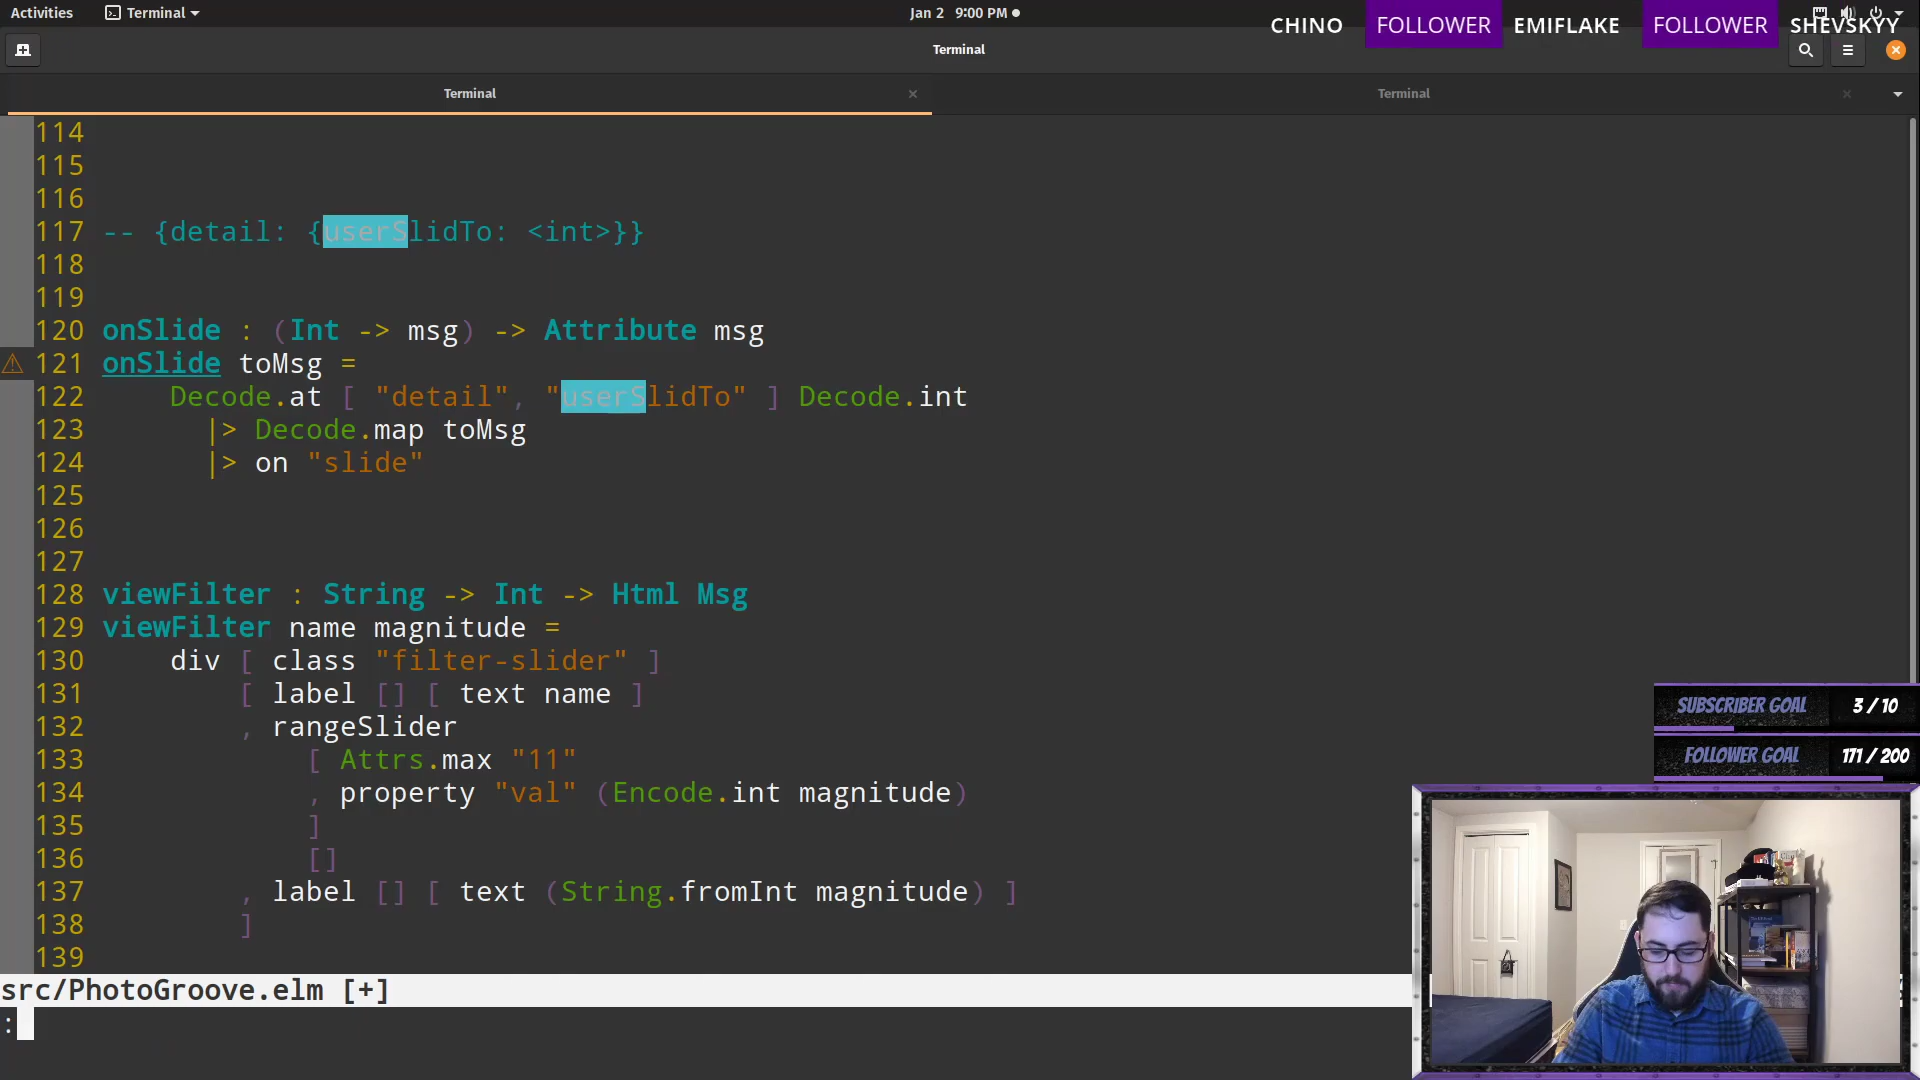 Activities
Terminal
Jan 2 9:00 PM
CHINO FOLLOWER EMIFLAKE FOLLOWER SHEVSKYY
Terminal
Terminal
Terminal
114
115
116
117 -- {detail: {userSlidTo: <int>}}
118
119
120 onSlide : (Int -> msg) -> Attribute msg
121 onSlide toMsg =
122 Decode.at [ "detail", "userSlidTo" ] Decode.int
123 |> Decode.map toMsg
124 |> on "slide"
125
126
127
128 viewFilter : String -> Int -> Html Msg
129 viewFilter name magnitude =
130 div [ class "filter-slider" ]
131 [ label [] [ text name ]
132 , rangeSlider
133 [ Attrs.max "11"
134 , property "val" (Encode.int magnitude)
135 ]
136 []
137 , label [] [ text (String.fromInt magnitude) ]
138 ]
139
SUBSCRIBER GOAL 3 / 10
FOLLOWER GOAL 171 / 200
src/PhotoGroove.elm [+]
: